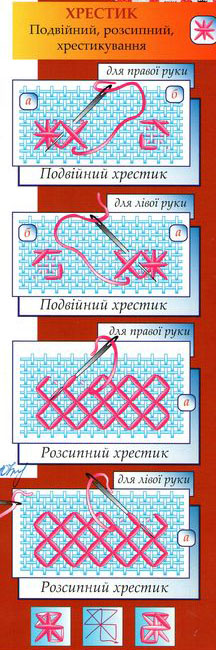 ХРЕСТИК
Подвійний, розсипний,
хрестикування
для правої руки
а
б
Подвійний хрестик
для лівої руки
б
а
Подвійний хрестик
для правої руки
а
Розсипний хрестик
для лівої руки
а
Розсипний хрестик